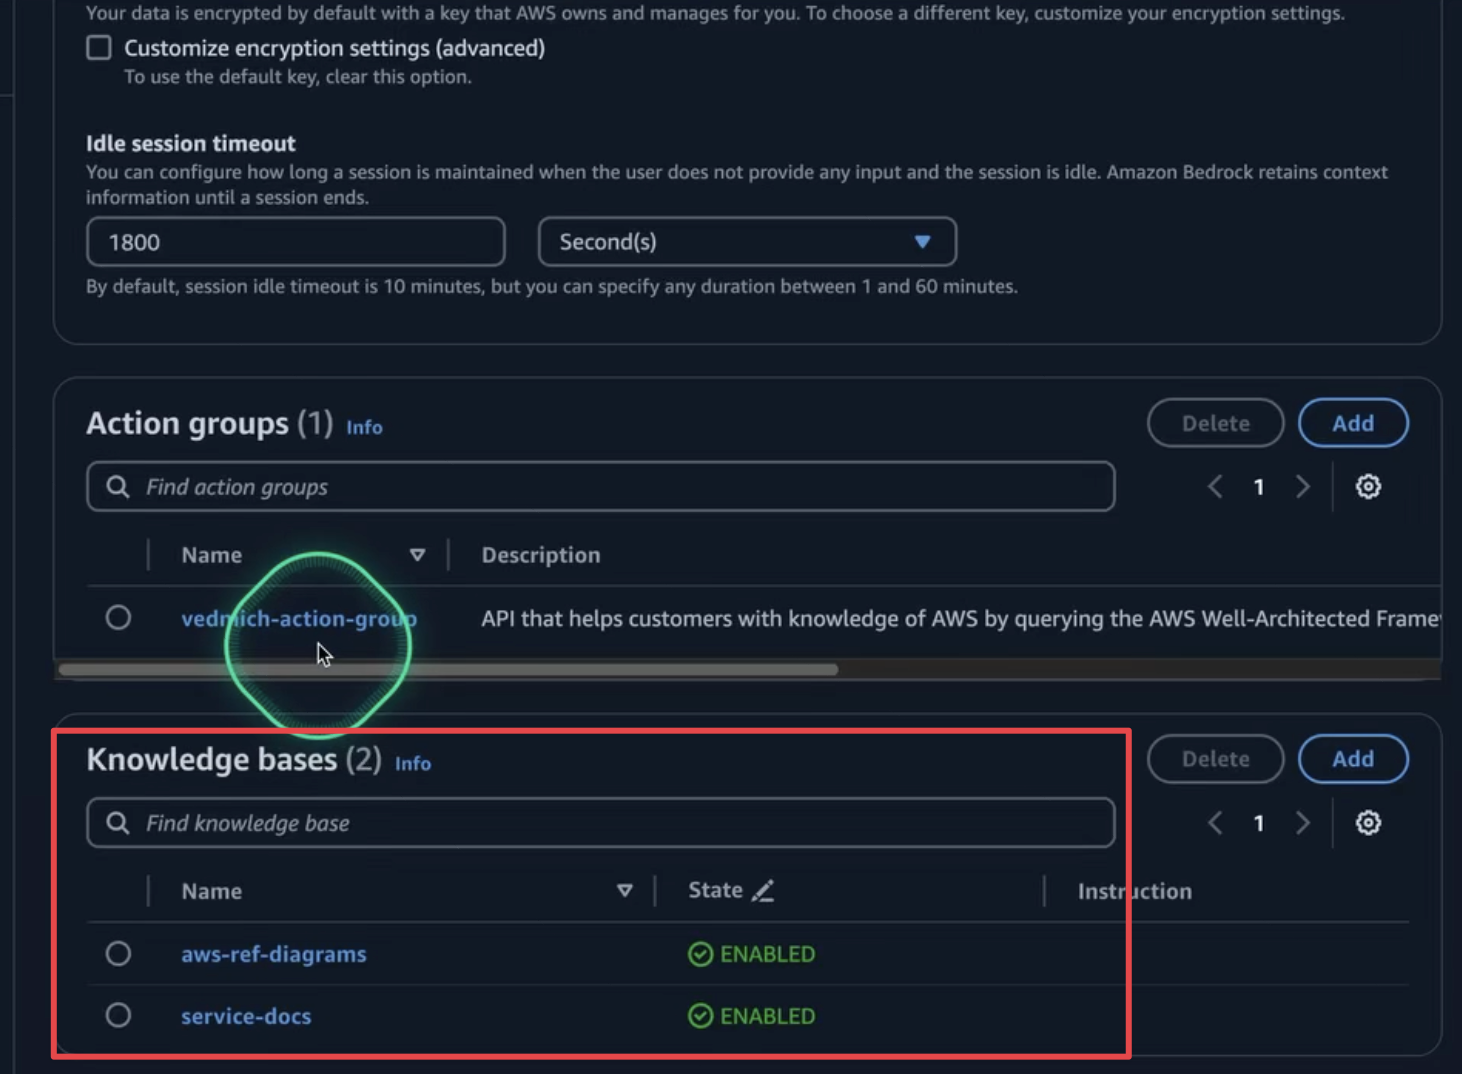 Your data is encrypted by default with a key that AWS owns and manages for you. To choose a different key, customize your encryption settings.
Customize encryption settings (advanced)
To use the default key, clear this option.
Idle session timeout
You can configure how long a session is maintained when the user does not provide any input and the session is idle. Amazon Bedrock retains context
information until a session ends.
1800 Second(s)
By default, session idle timeout is 10 minutes, but you can specify any duration between 1 and 60 minutes.
Action groups (1) Info Delete Add
Find action groups 1
Name Description
vedmich-action-group API that helps customers with knowledge of AWS by querying the AWS Well-Architected Frame
Knowledge bases (2) Info Delete Add
Find knowledge base 1
Name State Instruction
aws-ref-diagrams ENABLED
service-docs ENABLED